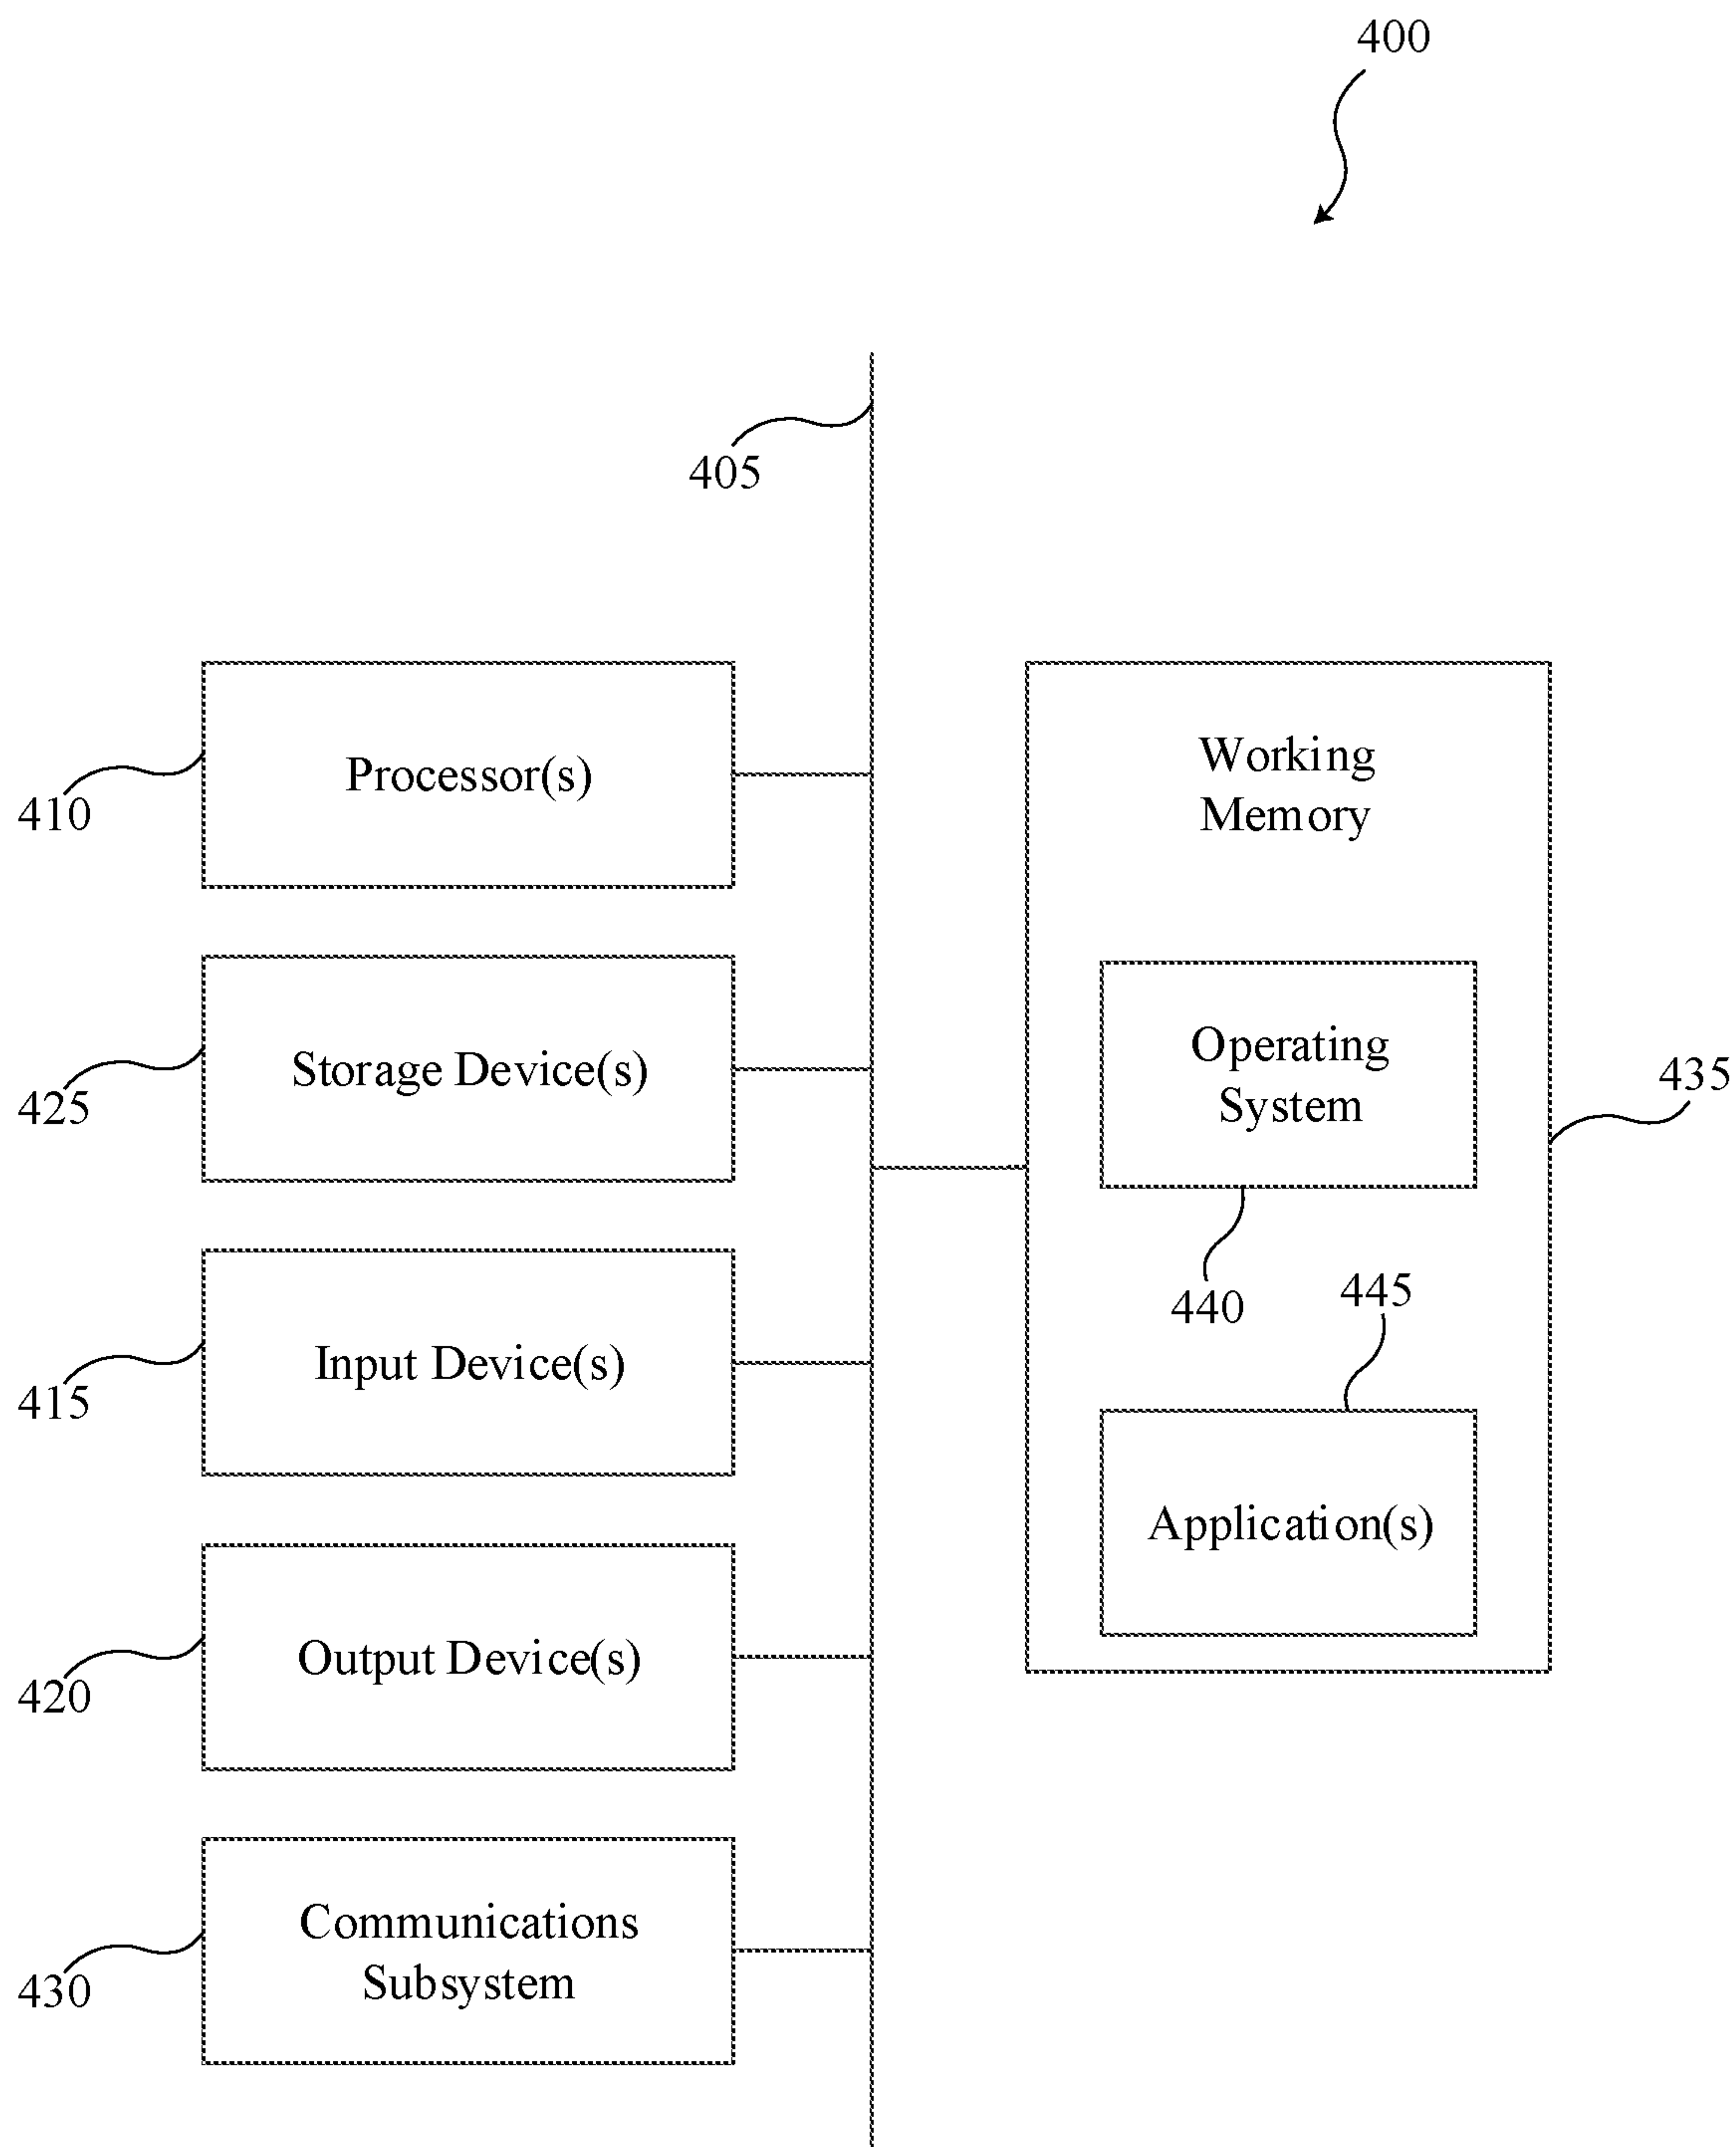 400
405
Processor(s)
410
Storage Device(s)
425
Input Device(s)
415
Output Device(s)
420
Communications
Subsystem
430
Working
Memory
Operating
System
435
440
445
Application(s)